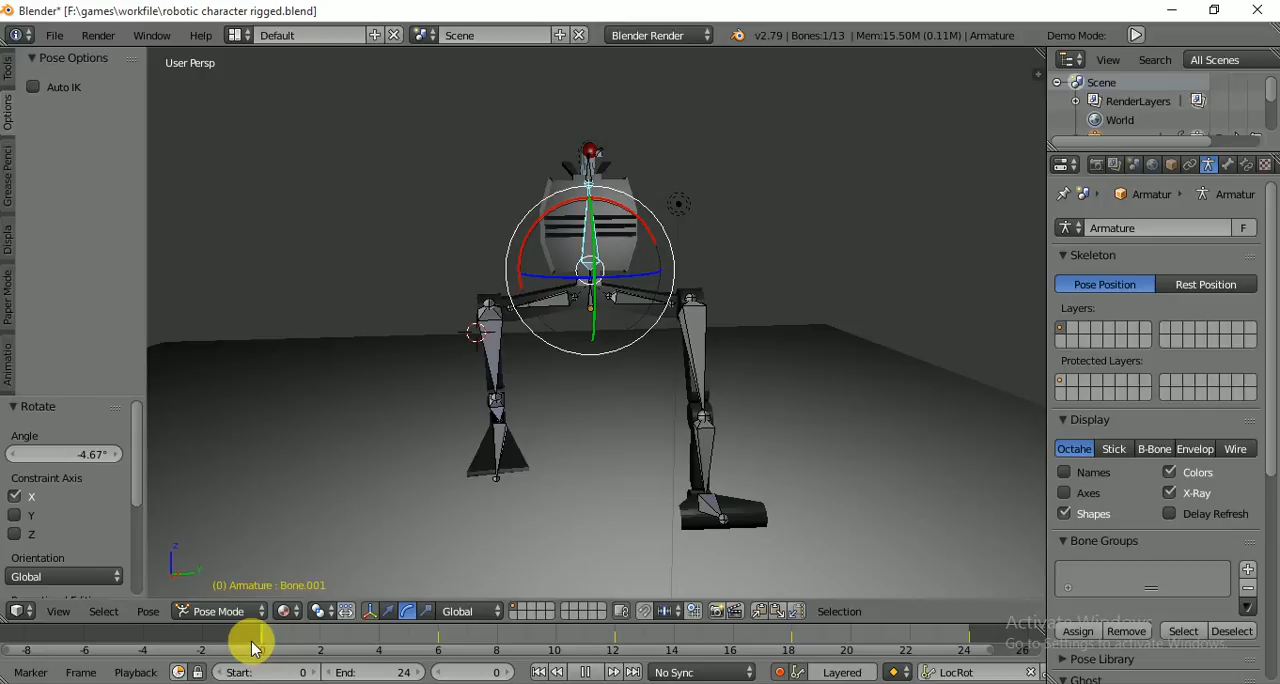 Blender* [F:\games\workfile\robotic character rigged.blend]
File Render Window Help Default Scene Blender Render v2.79 | Bones:1/13 | Mem:15.50M (0.11M) | Armature Demo Mode:
Pose Options
Auto IK
Tools
Options
Grease Penci
Displa
Paper Mode
Animatio
User Persp
View Search All Scenes
Scene
RenderLayers
World
Armatur Armatur
Armature F
Skeleton
Pose Position Rest Position
Layers:
Protected Layers:
Display
Octahe Stick B-Bone Envelop Wire
Names Colors
Axes X-Ray
Shapes Delay Refresh
Bone Groups
Assign Remove Select Deselect
Pose Library
Ghost
Rotate
Angle
-4.67°
Constraint Axis
X
Y
Z
Orientation
Global
z
Y
(0) Armature : Bone.001
View Select Pose Pose Mode Global Selection
Activate Windows
Go to Settings to activate Windows.
-8 -6 -4 -2 2 4 6 8 10 12 14 16 18 20 22 24 26
Marker Frame Playback Start: 0 End: 24 0 No Sync Layered LocRot